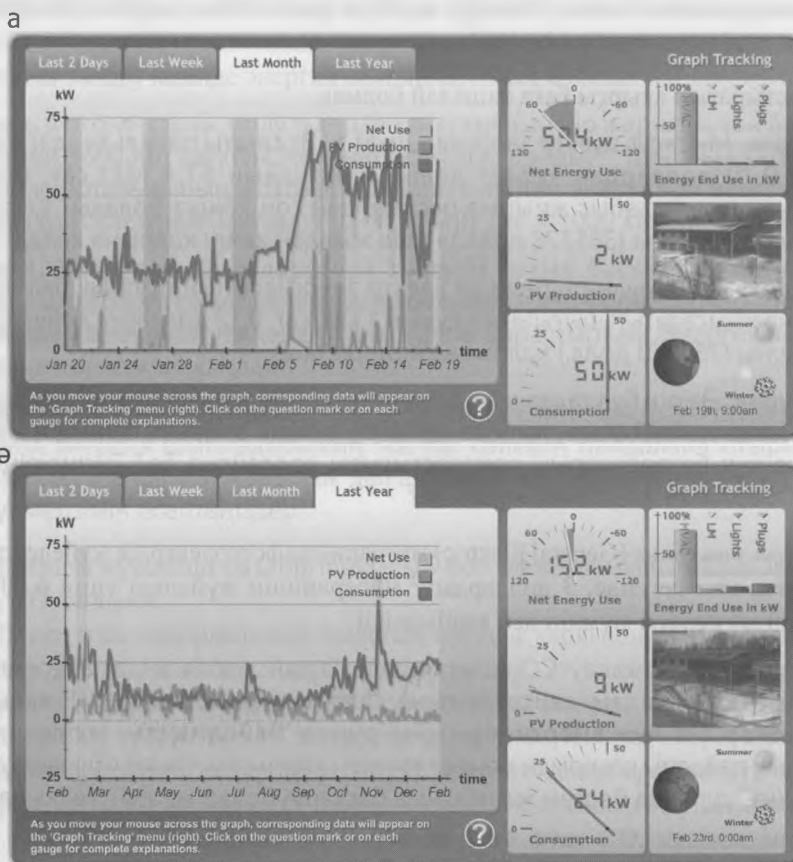 a
Last 2 Days
Last Week
Last Month
Last Year
Graph Tracking
kW
75
50
25
0
Net Use
PV Production
Consumption
time
Jan 20 Jan 24 Jan 28 Feb 1 Feb 5 Feb 10 Feb 14 Feb 19
As you move your mouse across the graph, corresponding data will appear on
the 'Graph Tracking' menu (right). Click on the question mark or on each
gauge for complete explanations.
?
0
60 -60
120 -120
kW
Net Energy Use
100%
50
HVAC
LM
Lights
Plugs
Energy End Use in kW
50
25
0
2 kW
PV Production
50
25
0
50 kW
Consumption
Summer
Winter
Feb 19th, 9:00am
ә
Last 2 Days
Last Week
Last Month
Last Year
Graph Tracking
kW
75
50
25
0
-25
Net Use
PV Production
Consumption
time
Feb Mar Apr May Jun Jul Aug Sep Oct Nov Dec Feb
As you move your mouse across the graph, corresponding data will appear on
the 'Graph Tracking' menu (right). Click on the question mark or on each
gauge for complete explanations.
?
0
60 -60
120 -120
15.2 kW
Net Energy Use
100%
50
HVAC
LM
Lights
Plugs
Energy End Use in kW
50
25
0
9 kW
PV Production
50
25
0
24 kW
Consumption
Summer
Winter
Feb 23rd, 0:00am